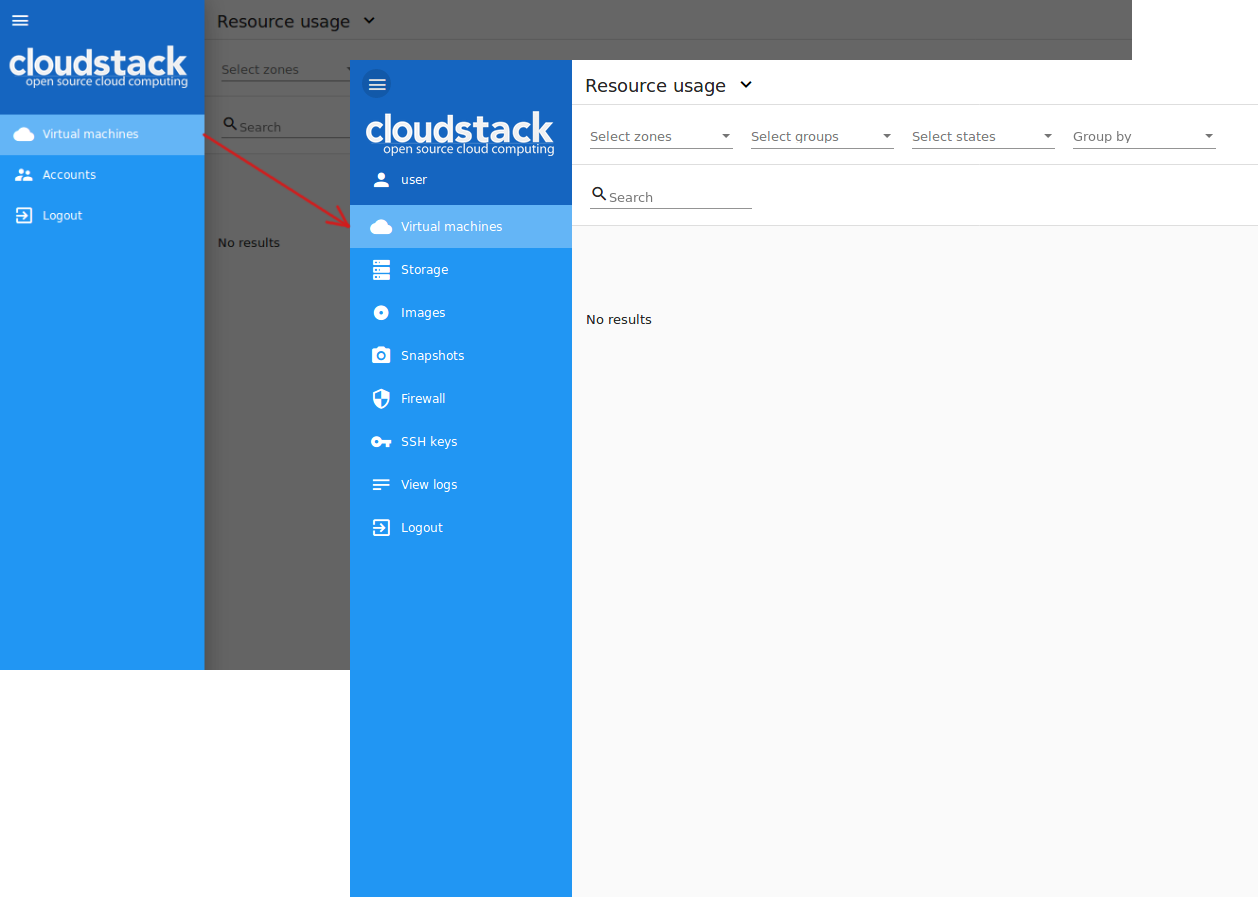 Resource usage
cloudstack
open source cloud computing
Select zones
Search
Virtual machines
Accounts
Logout
No results
Resource usage
cloudstack
open source cloud computing
user
Select zones Select groups Select states Group by
Search
Virtual machines
Storage
Images
Snapshots
Firewall
SSH keys
View logs
Logout
No results